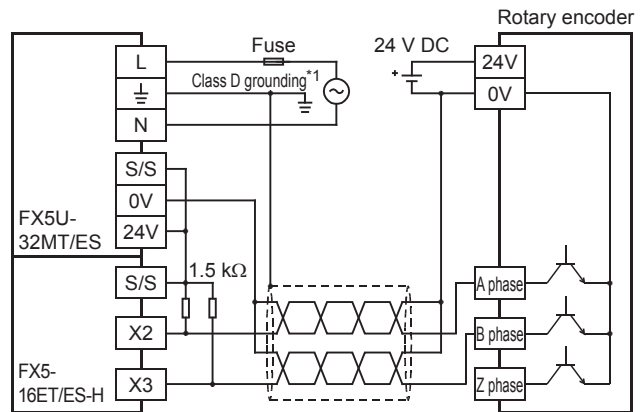 Rotary encoder
L
Fuse
24 V DC
24V
Class D grounding*1
+
0V
N
S/S
0V
24V
FX5U-
32MT/ES
S/S
1.5 kΩ
X2
X3
FX5-
16ET/ES-H
A phase
B phase
Z phase